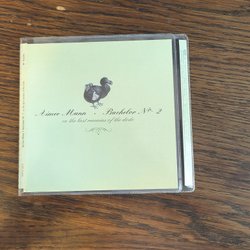 Aimee Mann • Bachelor No. 2
or the last remains of the dodo